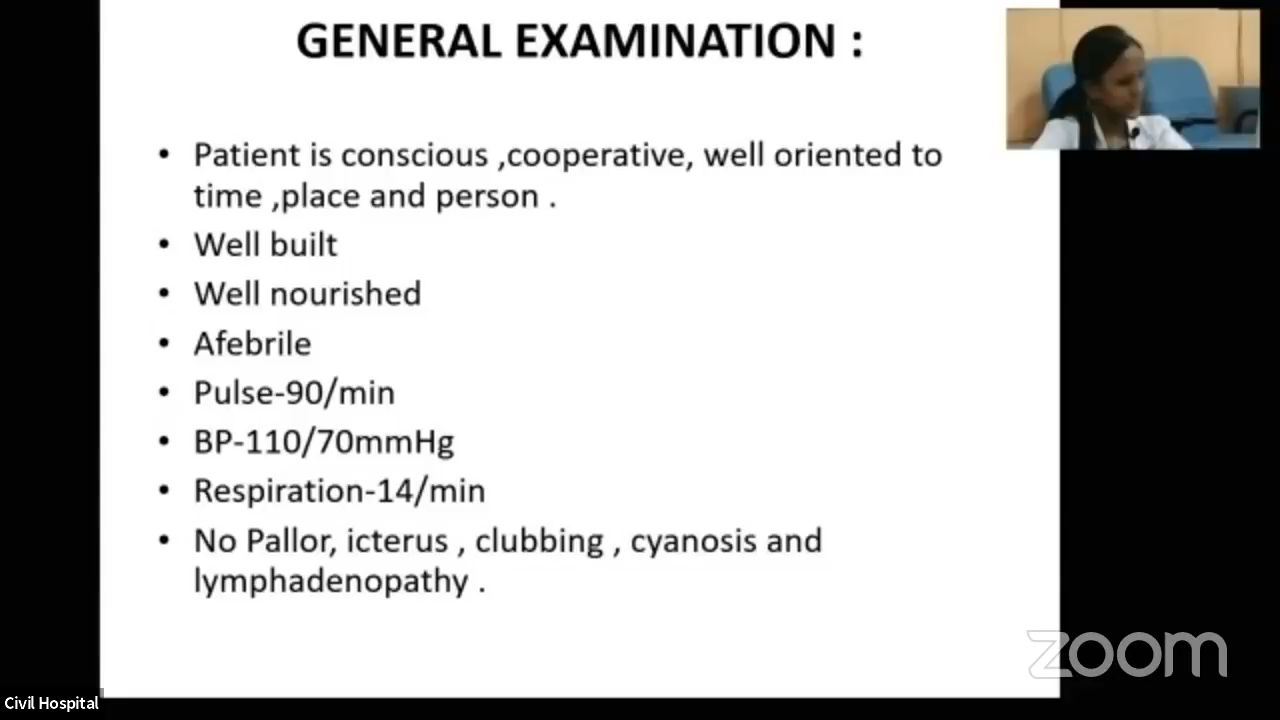 GENERAL EXAMINATION :
• Patient is conscious ,cooperative, well oriented to
time ,place and person .
• Well built
• Well nourished
• Afebrile
• Pulse-90/min
• BP-110/70mmHg
• Respiration-14/min
• No Pallor, icterus , clubbing , cyanosis and
lymphadenopathy .
zoom
Civil Hospital